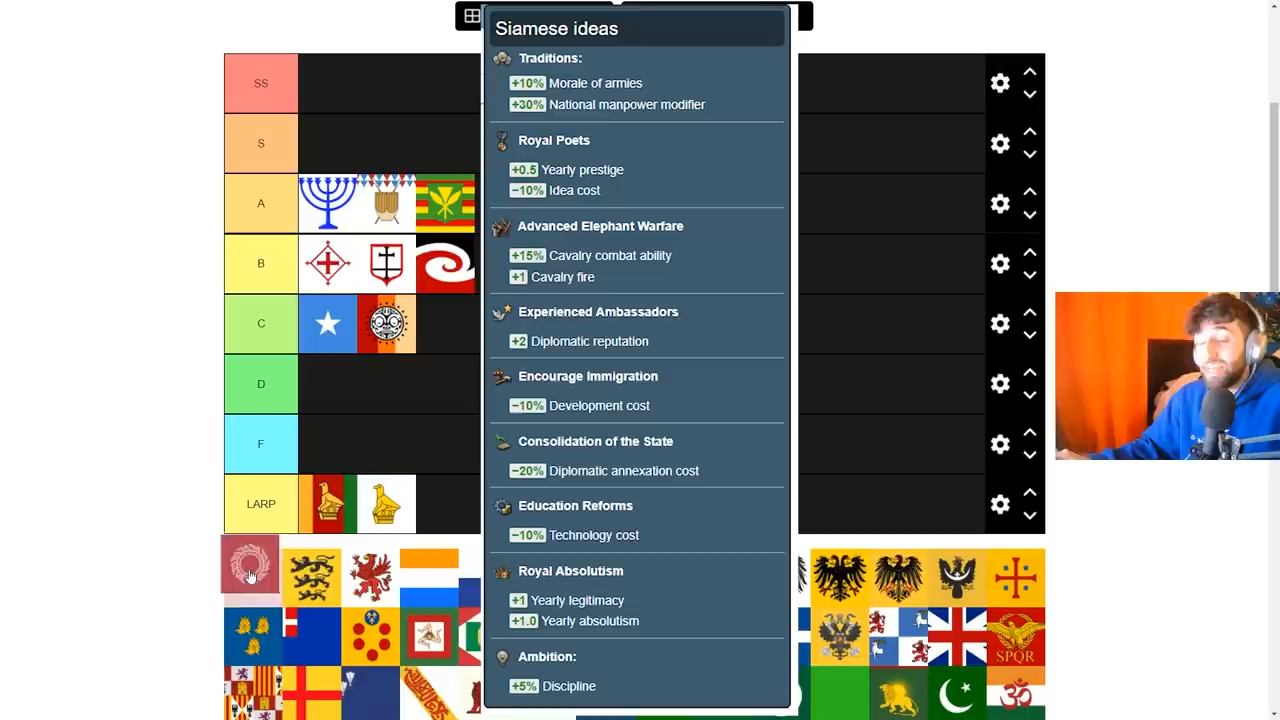 Siamese ideas
Traditions:
+10% Morale of armies
+30% National manpower modifier
Royal Poets
+0.5 Yearly prestige
−10% Idea cost
Advanced Elephant Warfare
+15% Cavalry combat ability
+1 Cavalry fire
Experienced Ambassadors
+2 Diplomatic reputation
Encourage Immigration
−10% Development cost
Consolidation of the State
−20% Diplomatic annexation cost
Education Reforms
−10% Technology cost
Royal Absolutism
+1 Yearly legitimacy
+1.0 Yearly absolutism
Ambition:
+5% Discipline
SS
S
A
B
C
D
F
LARP
SPQR
ॐ